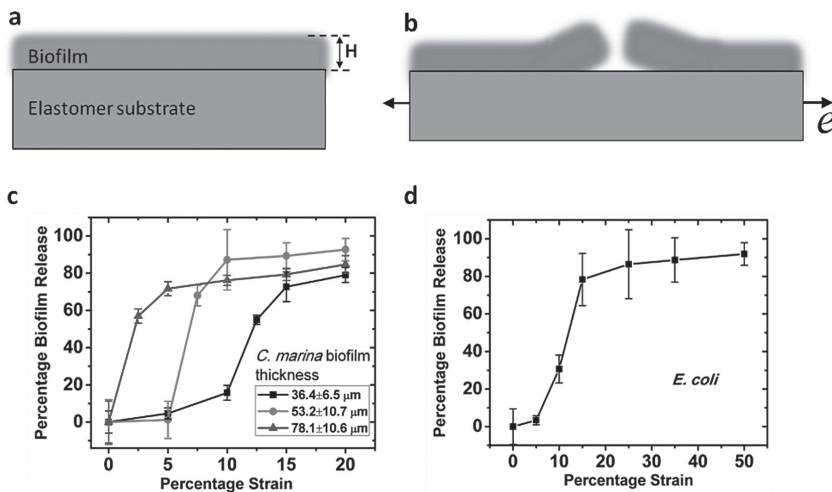 a
Biofilm
H
Elastomer substrate
b
e
c
Percentage Biofilm Release
100
80
60
40
20
0
C. marina biofilm
thickness
36.4±6.5 μm
53.2±10.7 μm
78.1±10.6 μm
0 5 10 15 20
Percentage Strain
d
Percentage Biofilm Release
100
80
60
40
20
0
E. coli
0 10 20 30 40 50
Percentage Strain